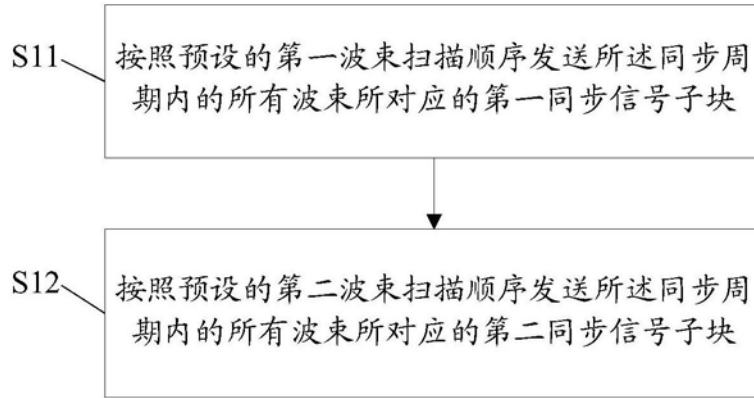 S11
按照预设的第一波束扫描顺序发送所述同步周
期内的所有波束所对应的第一同步信号子块
S12
按照预设的第二波束扫描顺序发送所述同步周
期内的所有波束所对应的第二同步信号子块